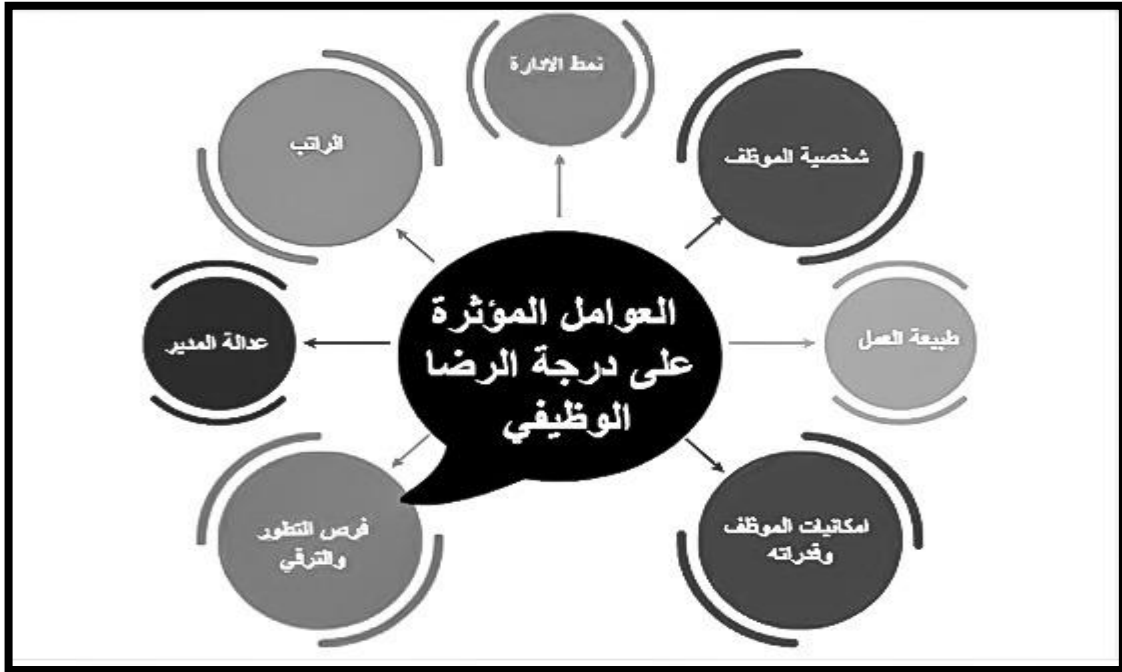 نمط الادارة
شخصية الموظف
الراتب
العوامل المؤثرة
على درجة الرضا
الوظيفي
طبيعة العمل
عدالة المدير
امكانيات الموظف
وقدراته
فرص التطور
والترقي